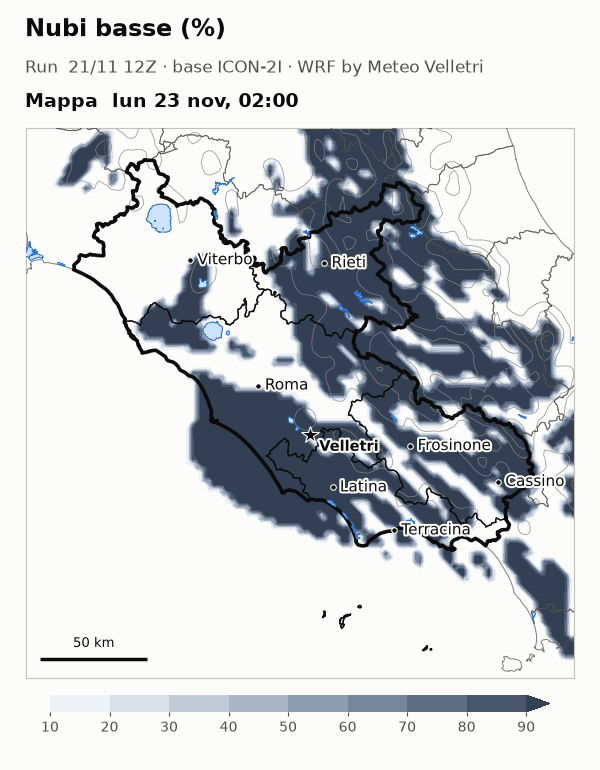 Nubi basse (%)
Run 21/11 12Z · base ICON-2I · WRF by Meteo Velletri
Mappa lun 23 nov, 02:00
Viterbo
Rieti
Roma
Velletri
Frosinone
Cassino
Latina
Terracina
50 km
10 20 30 40 50 60 70 80 90